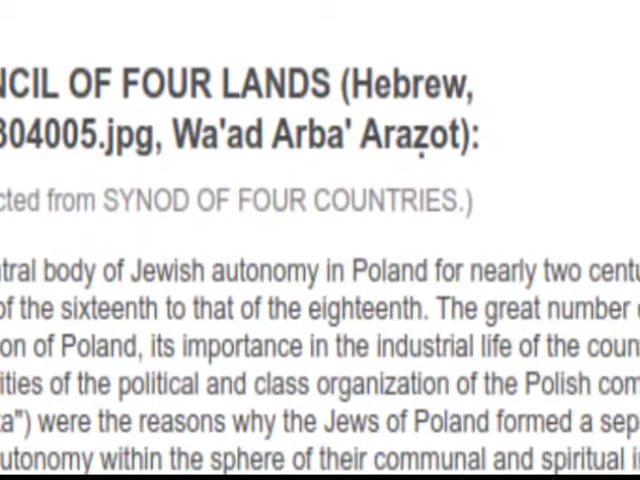 NCIL OF FOUR LANDS (Hebrew,
304005.jpg, Wa'ad Arba' Araẓot):
cted from SYNOD OF FOUR COUNTRIES.)
tral body of Jewish autonomy in Poland for nearly two centu
of the sixteenth to that of the eighteenth. The great number
on of Poland, its importance in the industrial life of the coun
ities of the political and class organization of the Polish com
ta") were the reasons why the Jews of Poland formed a sep
utonomy within the sphere of their communal and spiritual i